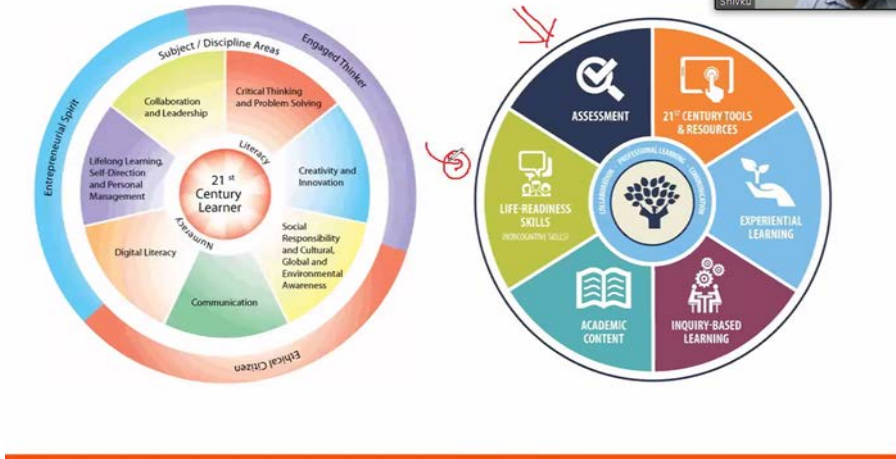 Shivku
Subject / Discipline Areas
Engaged Thinker
Entrepreneurial Spirit
Ethical Citizen
Critical Thinking
and Problem Solving
Collaboration
and Leadership
Literacy
Lifelong Learning,
Self-Direction
and Personal
Management
Creativity and
Innovation
21 st
Century
Learner
Numeracy
Digital Literacy
Social
Responsibility
and Cultural,
Global and
Environmental
Awareness
Communication
ASSESSMENT
21ST CENTURY TOOLS
& RESOURCES
COLLABORATION - PROFESSIONAL LEARNING - COMMUNICATION
LIFE-READINESS
SKILLS
(NONCOGNITIVE SKILLS)
EXPERIENTIAL
LEARNING
ACADEMIC
CONTENT
INQUIRY-BASED
LEARNING